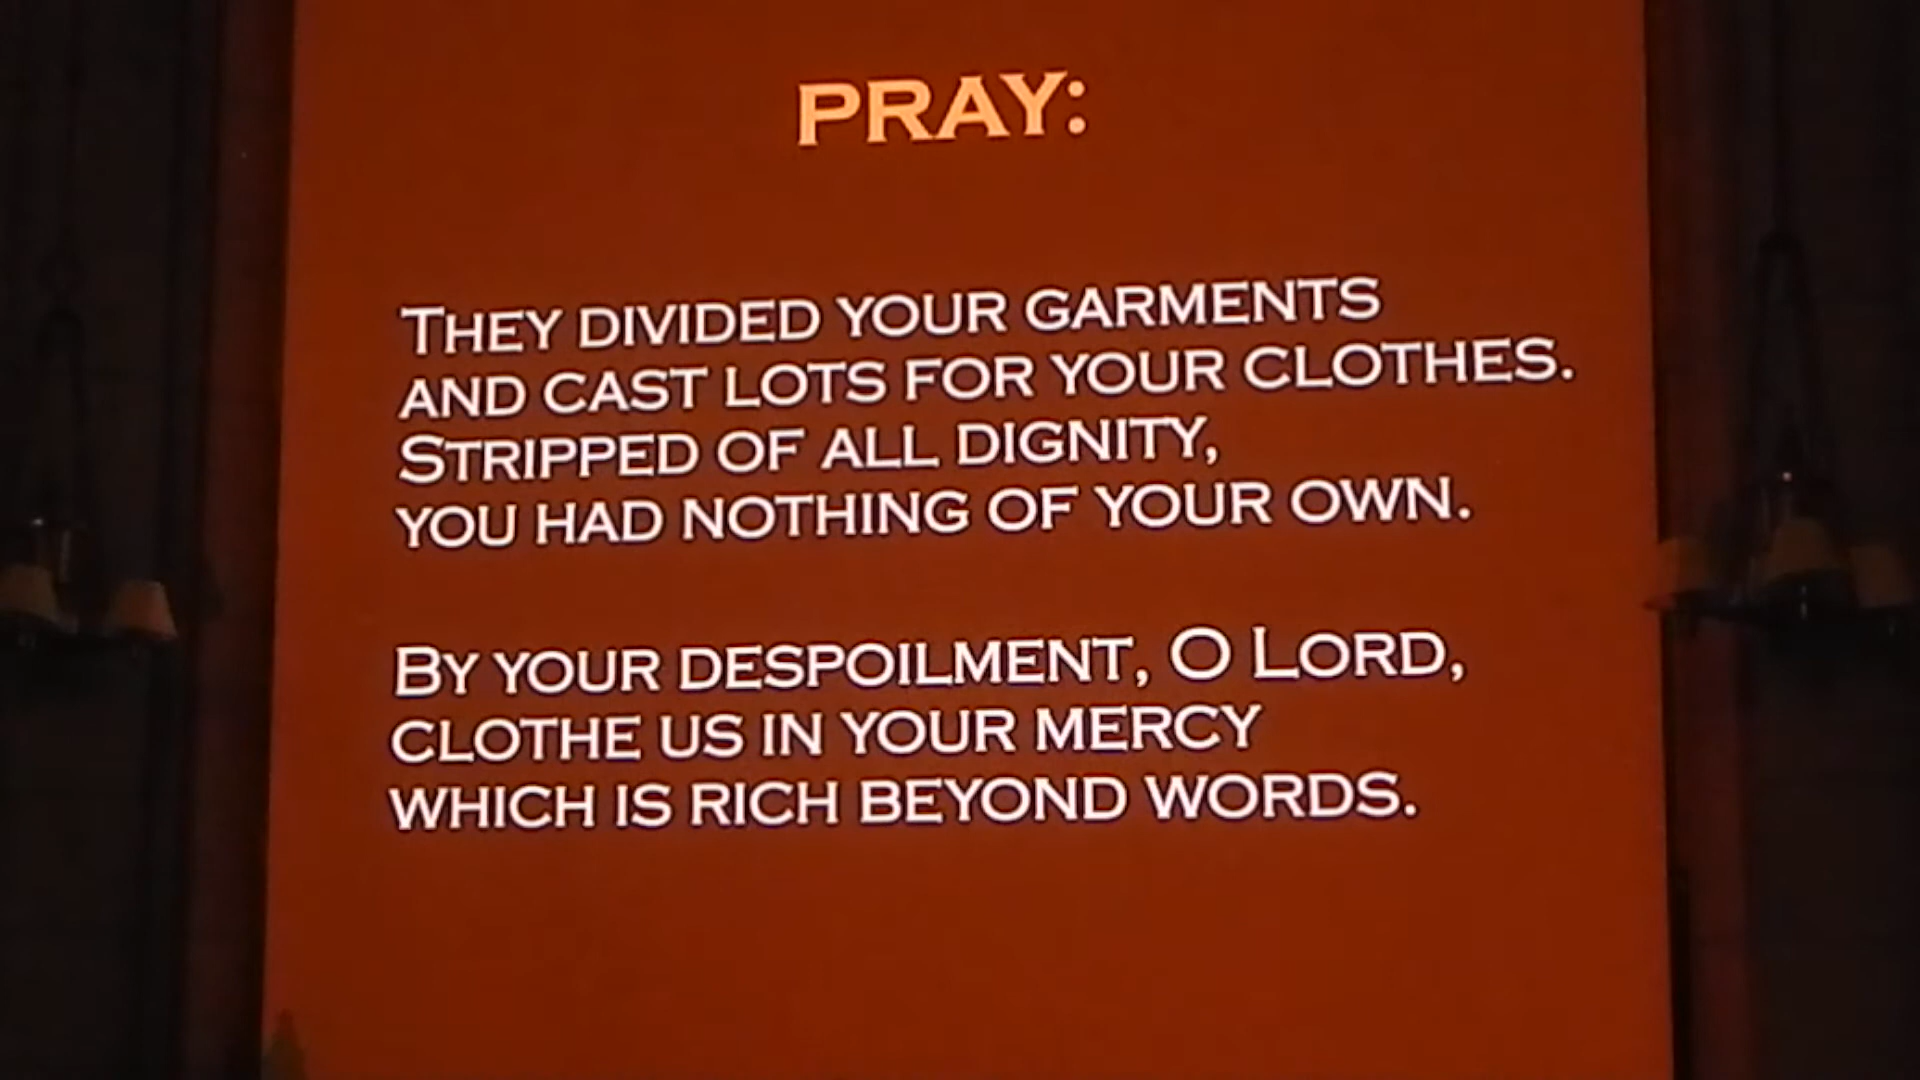 PRAY:
THEY DIVIDED YOUR GARMENTS
AND CAST LOTS FOR YOUR CLOTHES.
STRIPPED OF ALL DIGNITY,
YOU HAD NOTHING OF YOUR OWN.
BY YOUR DESPOILMENT, O LORD,
CLOTHE US IN YOUR MERCY
WHICH IS RICH BEYOND WORDS.